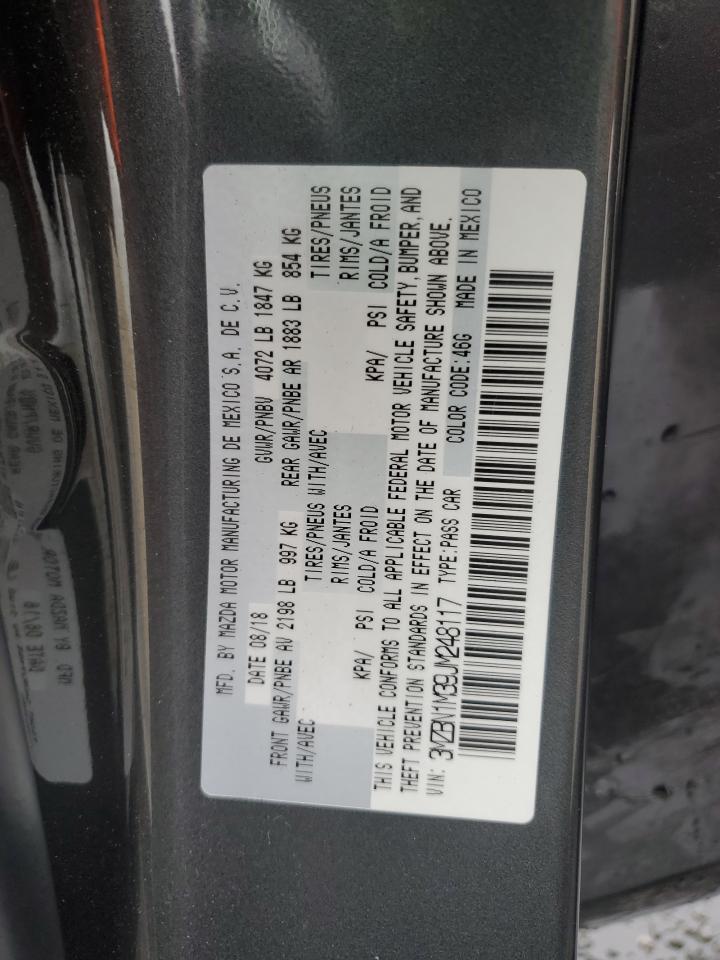 MFD. BY MAZDA MOTOR MANUFACTURING DE MEXICO S.A. DE C.V.
DATE 08/18 GVWR/PNBV 4072 LB 1847 KG
FRONT GAWR/PNBE AV 2198 LB 997 KG REAR GAWR/PNBE AR 1883 LB 854 KG
WITH/AVEC TIRES/PNEUS WITH/AVEC TIRES/PNEUS
RIMS/JANTES RIMS/JANTES
KPA/ PSI COLD/A FROID KPA/ PSI COLD/A FROID
THIS VEHICLE CONFORMS TO ALL APPLICABLE FEDERAL MOTOR VEHICLE SAFETY, BUMPER, AND
THEFT PREVENTION STANDARDS IN EFFECT ON THE DATE OF MANUFACTURE SHOWN ABOVE.
VIN: 3MZBN1M39JM248117 TYPE:PASS CAR COLOR CODE:46G MADE IN MEXICO